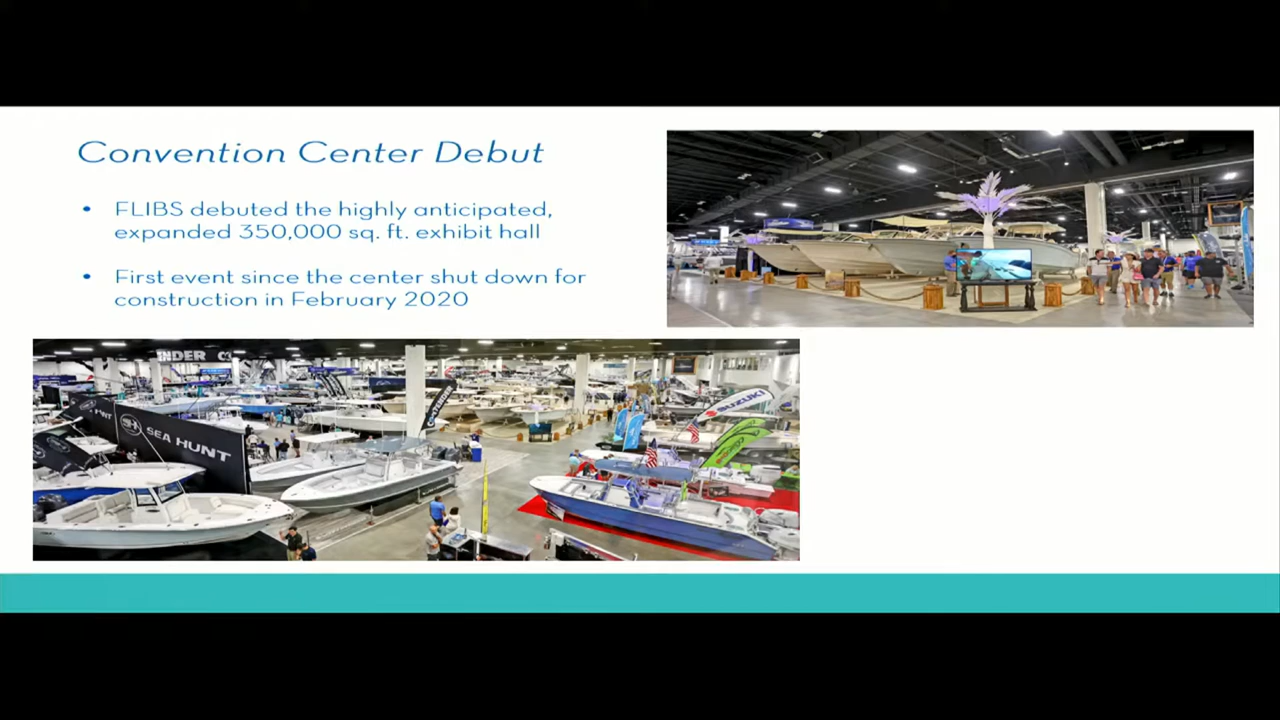 Convention Center Debut
• FLIBS debuted the highly anticipated,
expanded 350,000 sq. ft. exhibit hall
• First event since the center shut down for
construction in February 2020
SEA HUNT
CONTENDER
SUZUKI